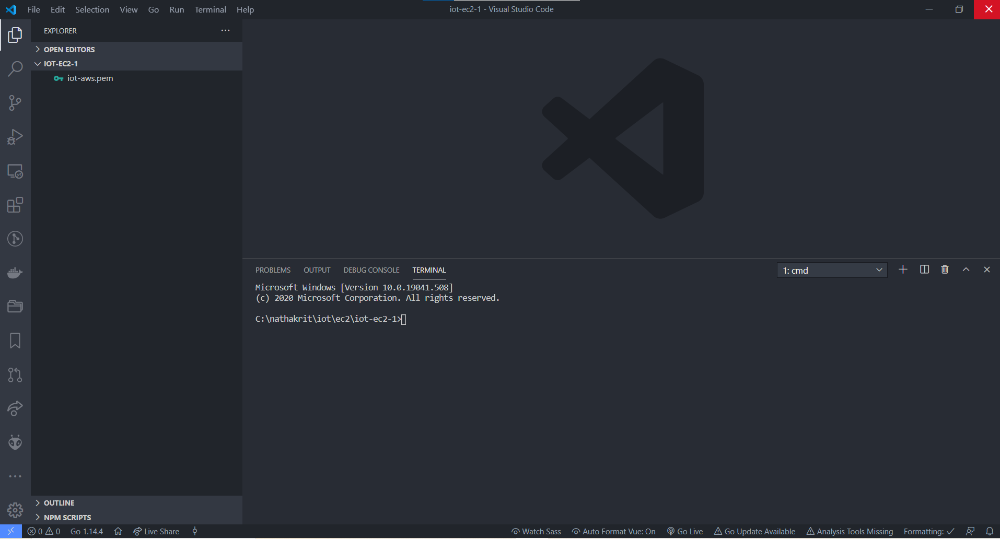 File Edit Selection View Go Run Terminal Help
iot-ec2-1 - Visual Studio Code
EXPLORER
OPEN EDITORS
IOT-EC2-1
iot-aws.pem
PROBLEMS OUTPUT DEBUG CONSOLE TERMINAL
1: cmd
Microsoft Windows [Version 10.0.19041.508]
(c) 2020 Microsoft Corporation. All rights reserved.
C:\nathakrit\iot\ec2\iot-ec2-1>
OUTLINE
NPM SCRIPTS
0 0 Go 1.14.4 Live Share Watch Sass Auto Format Vue: On Go Live Go Update Available Analysis Tools Missing Formatting: ✓